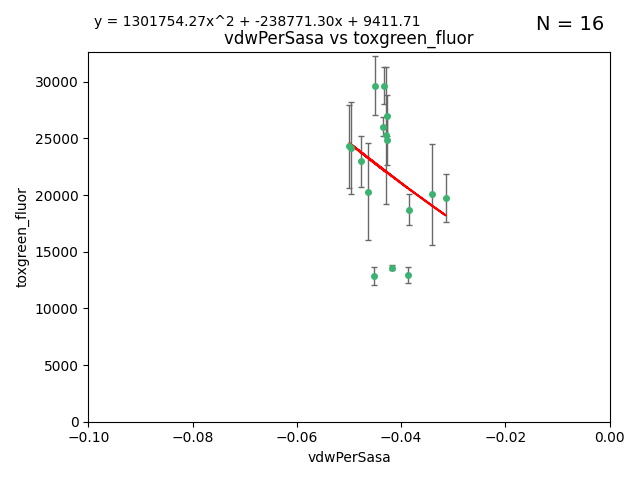 y = 1301754.27x^2 + -238771.30x + 9411.71
N = 16
vdwPerSasa vs toxgreen_fluor
toxgreen_fluor
30000
25000
20000
15000
10000
5000
0
−0.10
−0.08
−0.06
−0.04
−0.02
0.00
vdwPerSasa